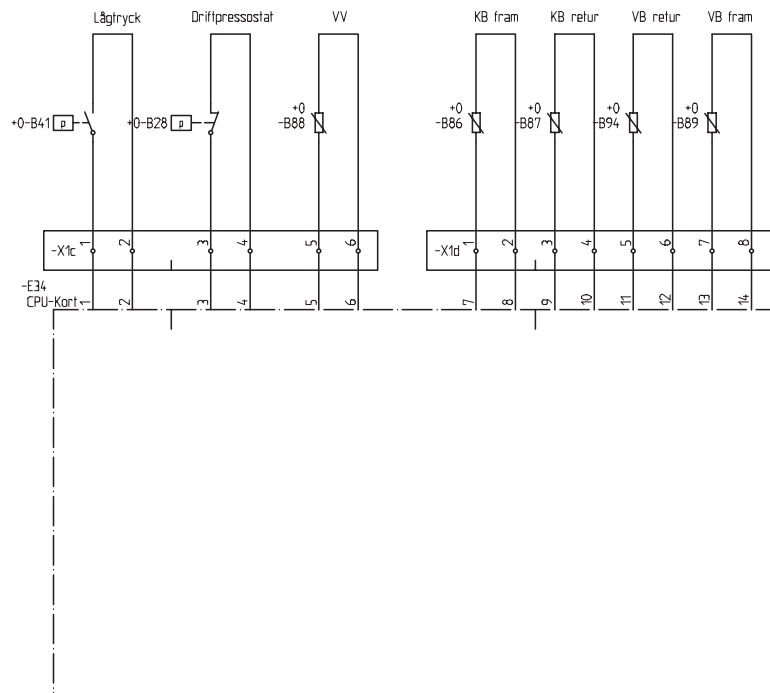 Lågtryck Driftpressostat VV KB fram KB retur VB retur VB fram
+0 +0 +0 +0 +0
+0-B41 p +0-B28 p -B88 -B86 -B87 -B94 -B89
-X1c 1 2 3 4 5 6 -X1d 1 2 3 4 5 6 7 8
-E34
CPU-Kort 1 2 3 4 5 6 7 8 9 10 11 12 13 14